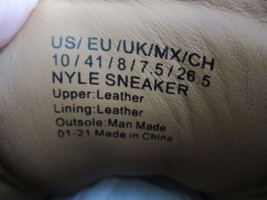 US/ EU /UK/MX/CH
10 / 41 / 8 / 7.5 / 26.5
NYLE SNEAKER
Upper:Leather
Lining:Leather
Outsole:Man Made
01-21 Made in China